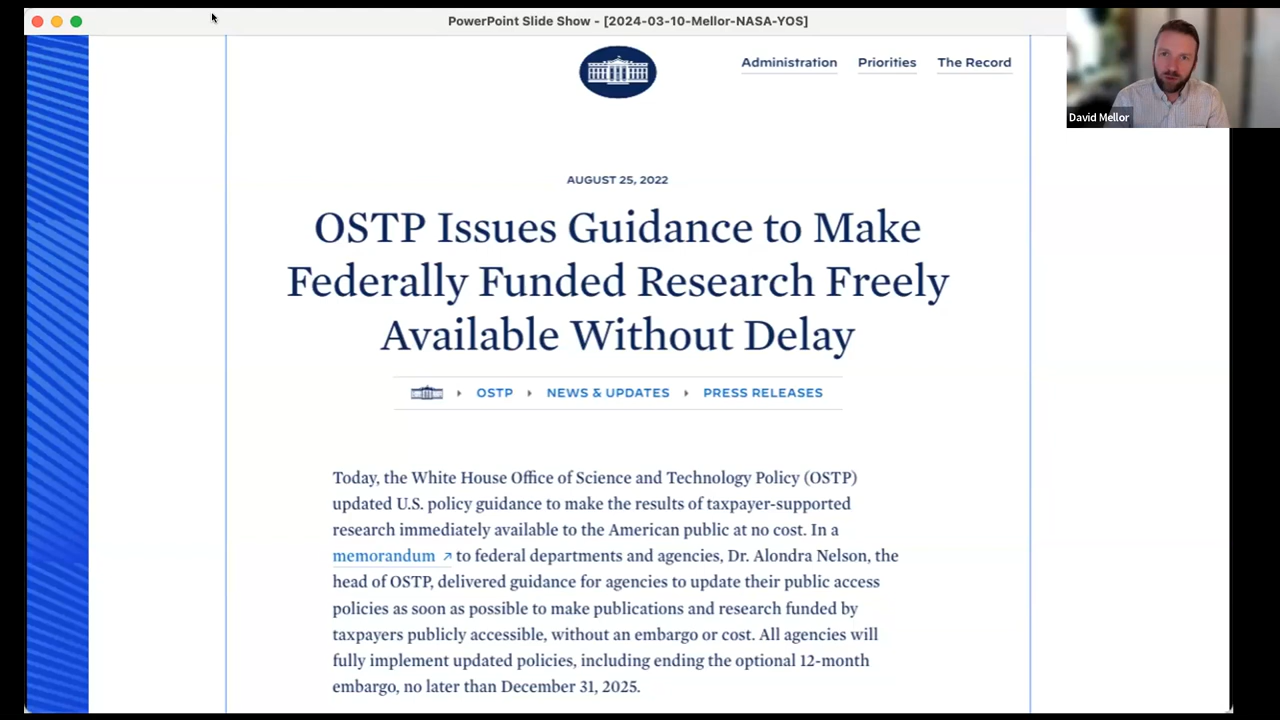 PowerPoint Slide Show - [2024-03-10-Mellor-NASA-YOS]
Administration Priorities The Record
David Mellor
AUGUST 25, 2022
OSTP Issues Guidance to Make
Federally Funded Research Freely
Available Without Delay
OSTP NEWS & UPDATES PRESS RELEASES
Today, the White House Office of Science and Technology Policy (OSTP)
updated U.S. policy guidance to make the results of taxpayer-supported
research immediately available to the American public at no cost. In a
memorandum ↗ to federal departments and agencies, Dr. Alondra Nelson, the
head of OSTP, delivered guidance for agencies to update their public access
policies as soon as possible to make publications and research funded by
taxpayers publicly accessible, without an embargo or cost. All agencies will
fully implement updated policies, including ending the optional 12-month
embargo, no later than December 31, 2025.